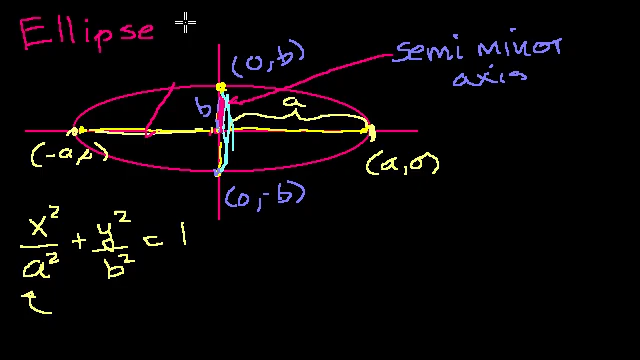 Ellipse
(0,b)
semi minor
axis
b
a
(-a,0)
(a,0)
(0,-b)
x²/a² + y²/b² = 1